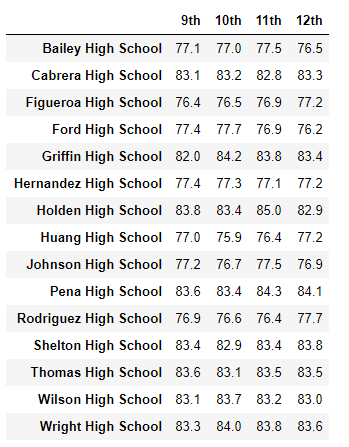 9th 10th 11th 12th
Bailey High School 77.1 77.0 77.5 76.5
Cabrera High School 83.1 83.2 82.8 83.3
Figueroa High School 76.4 76.5 76.9 77.2
Ford High School 77.4 77.7 76.9 76.2
Griffin High School 82.0 84.2 83.8 83.4
Hernandez High School 77.4 77.3 77.1 77.2
Holden High School 83.8 83.4 85.0 82.9
Huang High School 77.0 75.9 76.4 77.2
Johnson High School 77.2 76.7 77.5 76.9
Pena High School 83.6 83.4 84.3 84.1
Rodriguez High School 76.9 76.6 76.4 77.7
Shelton High School 83.4 82.9 83.4 83.8
Thomas High School 83.6 83.1 83.5 83.5
Wilson High School 83.1 83.7 83.2 83.0
Wright High School 83.3 84.0 83.8 83.6